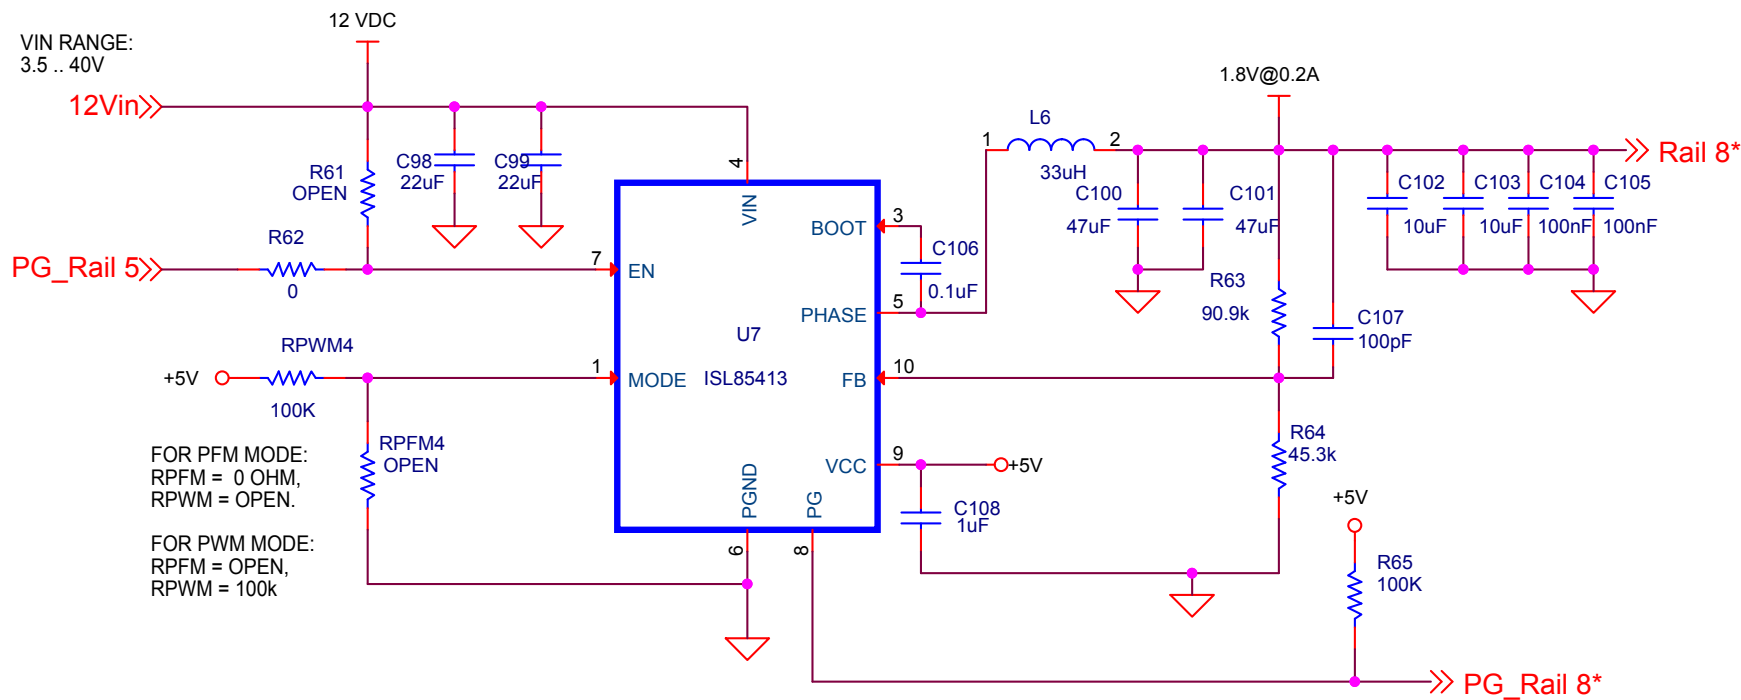 12 VDC
VIN RANGE:
3.5 .. 40V
12Vin
1.8V@0.2A
L6
1
2
33uH
Rail 8*
R61
OPEN
C98
22uF
C99
22uF
4
VIN
C100
47uF
C101
47uF
C102
10uF
C103
10uF
C104
100nF
C105
100nF
BOOT
3
C106
0.1uF
R62
0
PG_Rail 5
7
EN
PHASE
5
R63
90.9k
C107
100pF
U7
ISL85413
RPWM4
+5V
100K
1
MODE
FB
10
FOR PFM MODE:
RPFM = 0 OHM,
RPWM = OPEN.
RPFM4
OPEN
R64
45.3k
VCC
9
+5V
C108
1uF
PGND
6
PG
8
+5V
R65
100K
FOR PWM MODE:
RPFM = OPEN,
RPWM = 100k
PG_Rail 8*